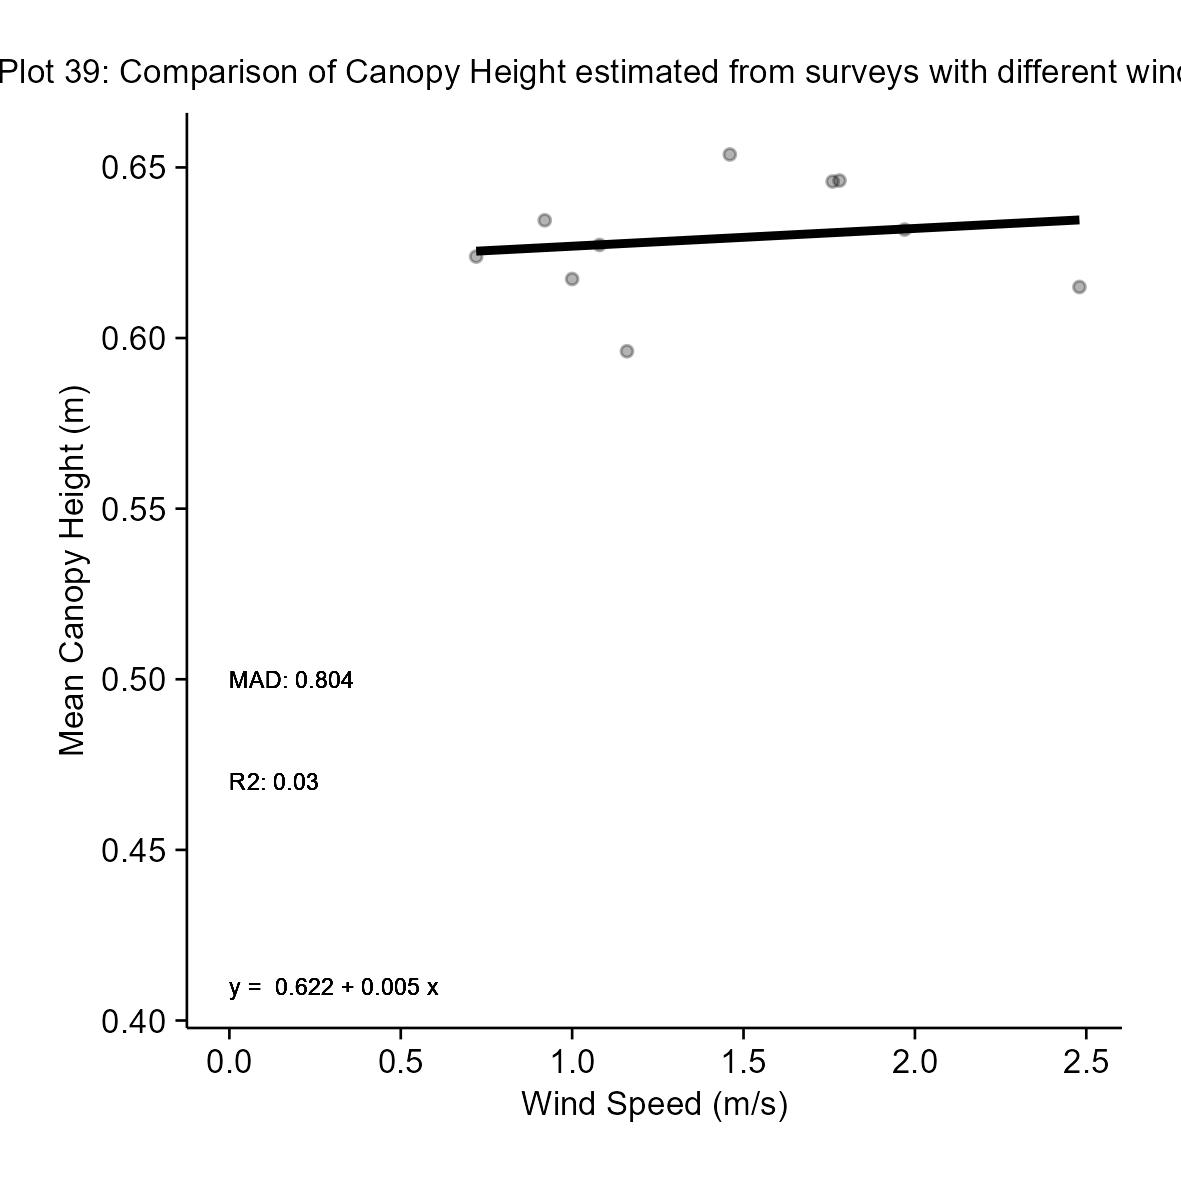 Plot 39: Comparison of Canopy Height estimated from surveys with different
0.65
0.60
0.55
0.50
0.45
0.40
Mean Canopy Height (m)
MAD: 0.804
R2: 0.03
y =  0.622 + 0.005 x
0.0 0.5 1.0 1.5 2.0 2.5
Wind Speed (m/s)